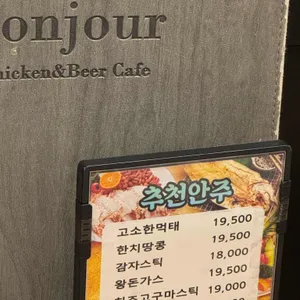 onjour
hicken&Beer Cafe
추천안주
고소한먹태 19,500
한치땅콩 19,500
감자스틱 18,000
왕돈가스 19,500
치즈고구마스틱 19,000